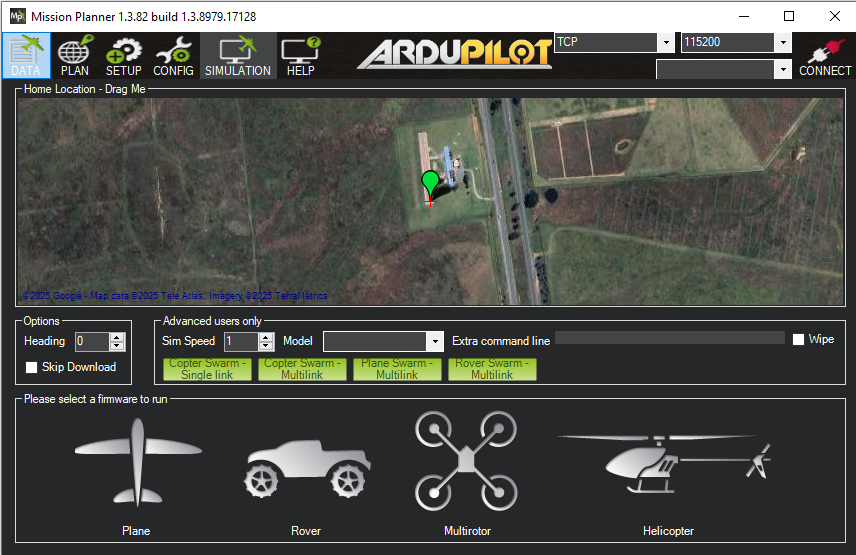 Mission Planner 1.3.82 build 1.3.8979.17128
DATA
PLAN
SETUP
CONFIG
SIMULATION
HELP
ARDUPILOT
TCP
115200
CONNECT
Home Location - Drag Me
©2025 Google - Map data ©2025 Tele Atlas, Imagery ©2025 TerraMetrics
Options
Heading 0
Skip Download
Advanced users only
Sim Speed 1 Model Extra command line Wipe
Copter Swarm -
Single link
Copter Swarm -
Multilink
Plane Swarm -
Multilink
Rover Swarm -
Multilink
Please select a firmware to run
Plane
Rover
Multirotor
Helicopter